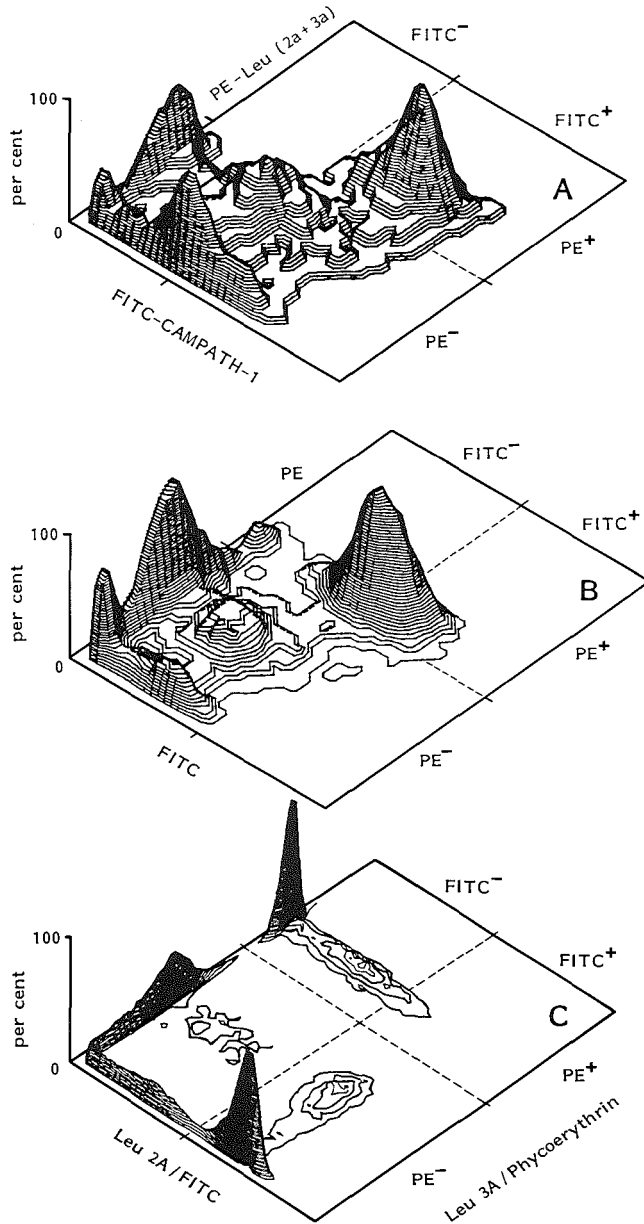 FITC-
PE-Leu (2a+3a)
100
FITC+
per cent
A
0
PE+
FITC-CAMPATH-1
PE-
FITC-
PE
100
FITC+
per cent
B
0
PE+
FITC
PE-
FITC-
100
FITC+
per cent
C
0
PE+
Leu 2A/FITC
PE-
Leu 3A/Phycoerythrin